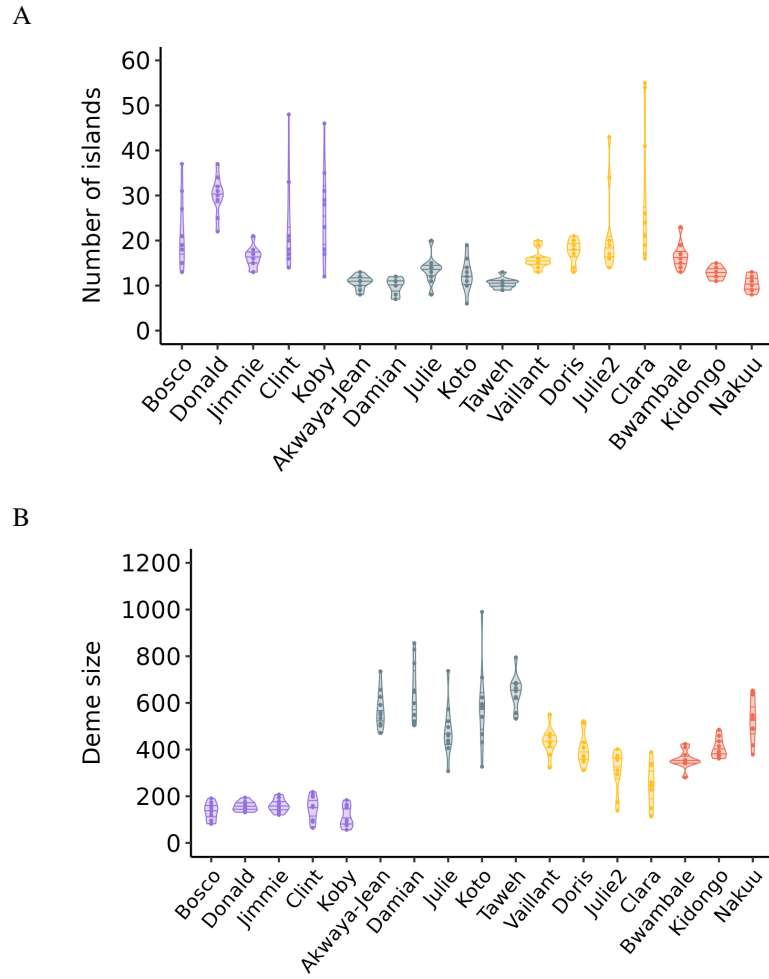 A
Number of islands
60
50
40
30
20
10
0
Bosco
Donald
Jimmie
Clint
Koby
Akwaya-Jean
Damian
Julie
Koto
Taweh
Vaillant
Doris
Julie2
Clara
Bwambale
Kidongo
Nakuu
B
Deme size
1200
1000
800
600
400
200
0
Bosco
Donald
Jimmie
Clint
Koby
Akwaya-Jean
Damian
Julie
Koto
Taweh
Vaillant
Doris
Julie2
Clara
Bwambale
Kidongo
Nakuu